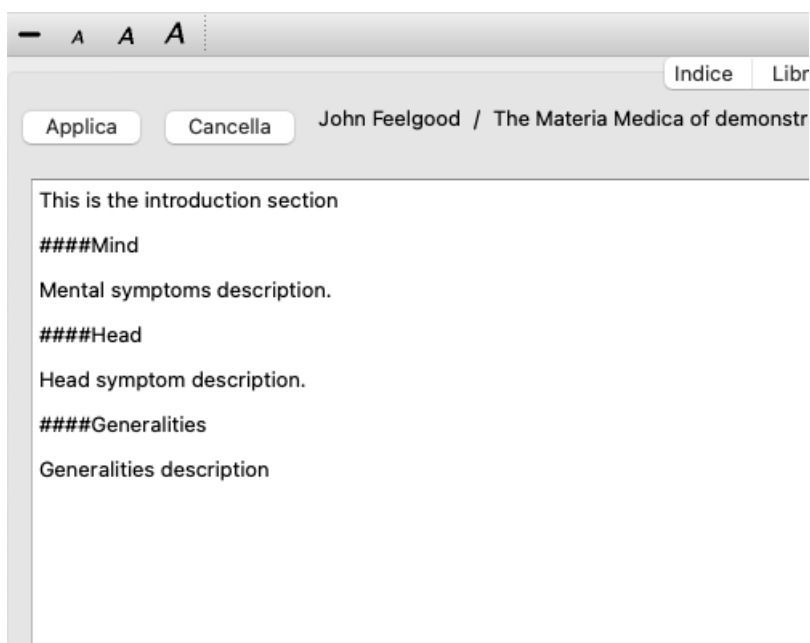 A A A
Indice Libr
Applica Cancella John Feelgood / The Materia Medica of demonstr
This is the introduction section
####Mind
Mental symptoms description.
####Head
Head symptom description.
####Generalities
Generalities description